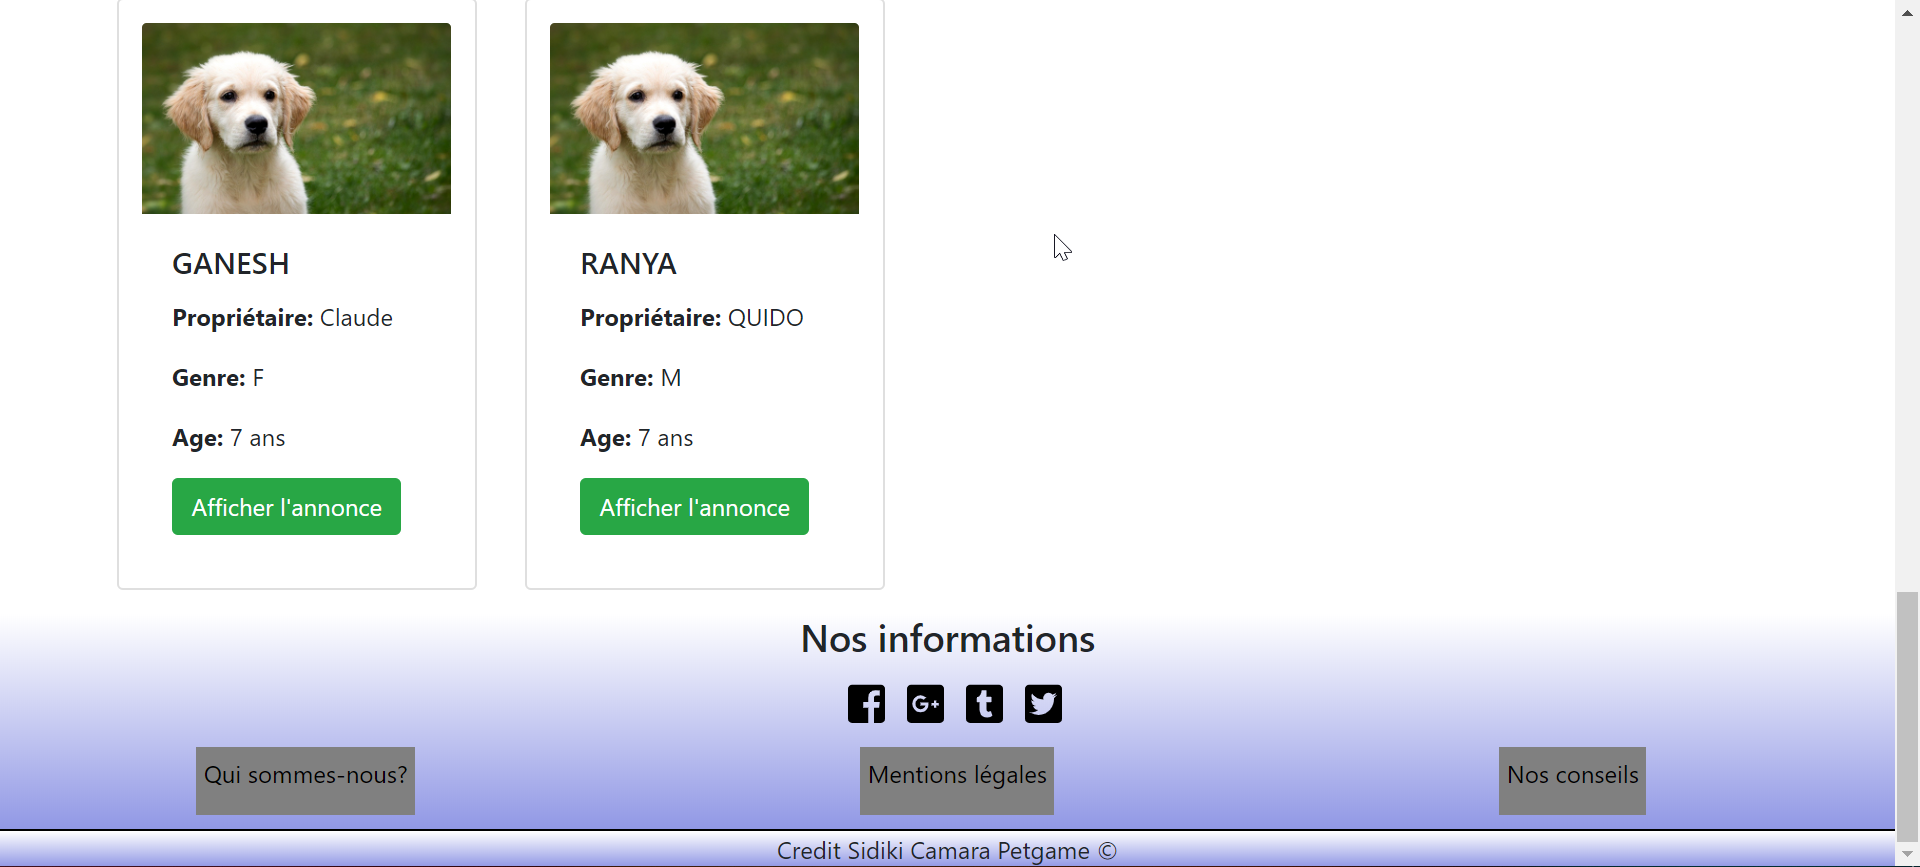 GANESH
Propriétaire: Claude
Genre: F
Age: 7 ans
Afficher l'annonce
RANYA
Propriétaire: QUIDO
Genre: M
Age: 7 ans
Afficher l'annonce
Nos informations
Qui sommes-nous?
Mentions légales
Nos conseils
Credit Sidiki Camara Petgame ©